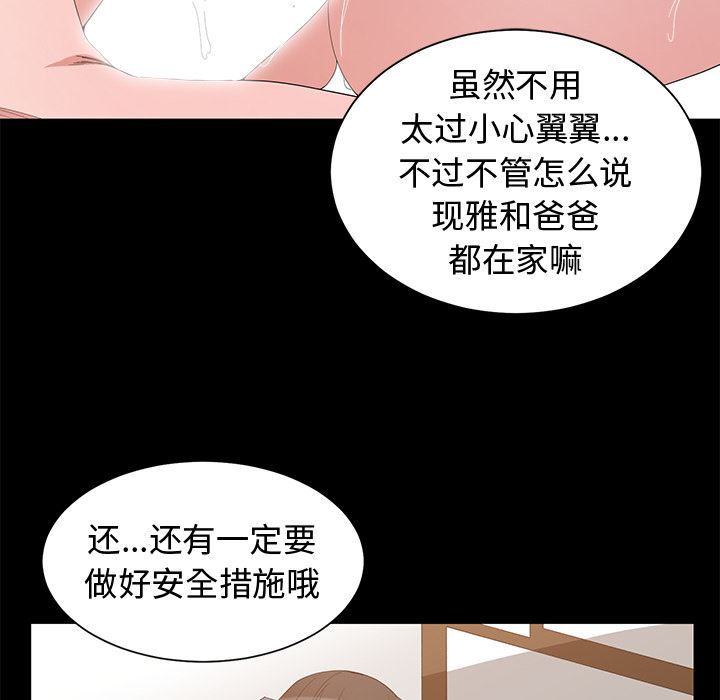 虽然不用
太过小心翼翼...
不过不管怎么说
现雅和爸爸
都在家嘛
还...还有一定要
做好安全措施哦